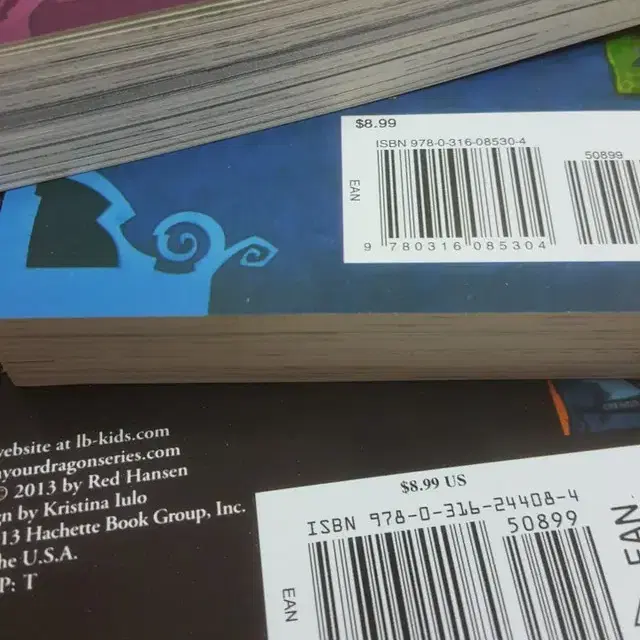 $8.99
ISBN 978-0-316-08530-4
50899
EAN
9 780316 085304
website at lb-kids.com
yourdragonseries.com
© 2013 by Red Hansen
gn by Kristina Iulo
13 Hachette Book Group, Inc.
he U.S.A.
P: T
$8.99 US
ISBN 978-0-316-24408-4
50899
EAN
EAN